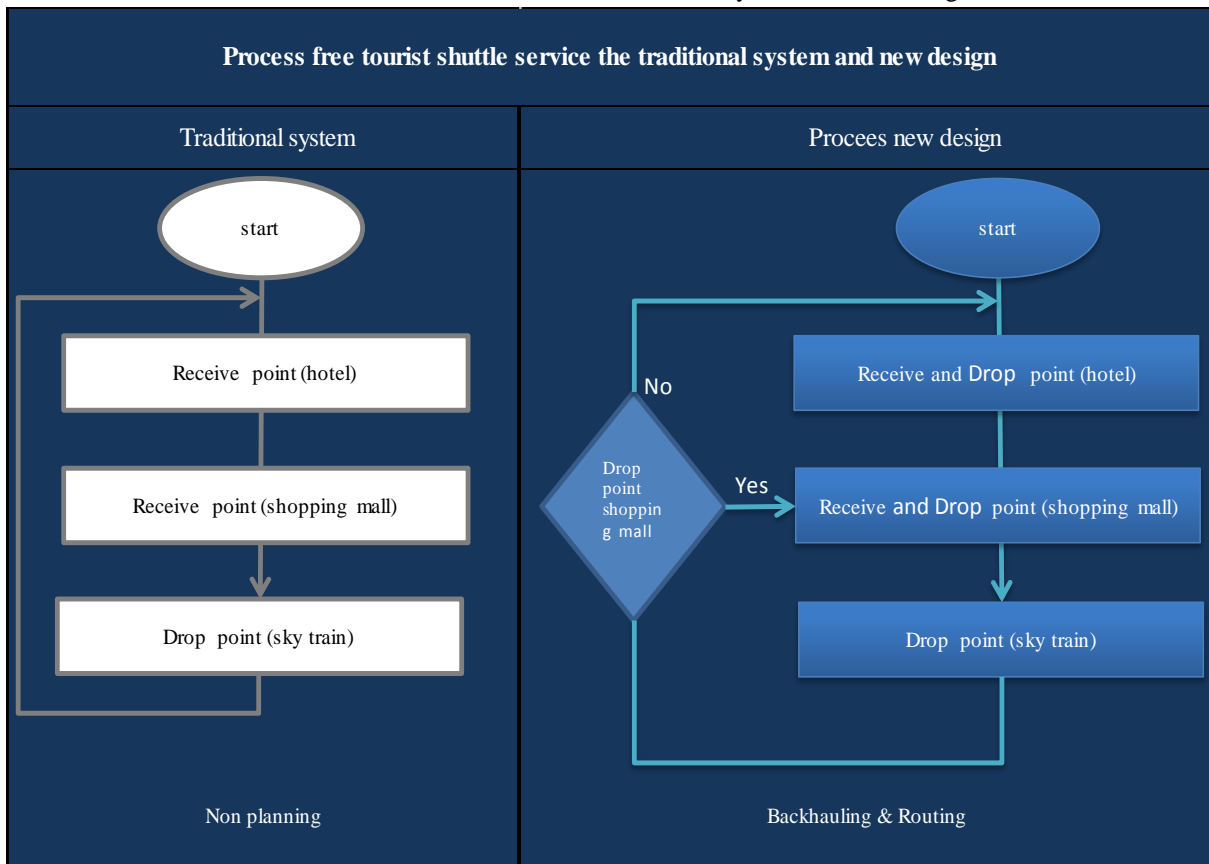 Process free tourist shuttle service the traditional system and new design
Traditional system
Procees new design
start
Receive point (hotel)
Receive point (shopping mall)
Drop point (sky train)
Non planning
start
Receive and Drop point (hotel)
No
Drop
point
shoppin
g mall
Yes
Receive and Drop point (shopping mall)
Drop point (sky train)
Backhauling & Routing